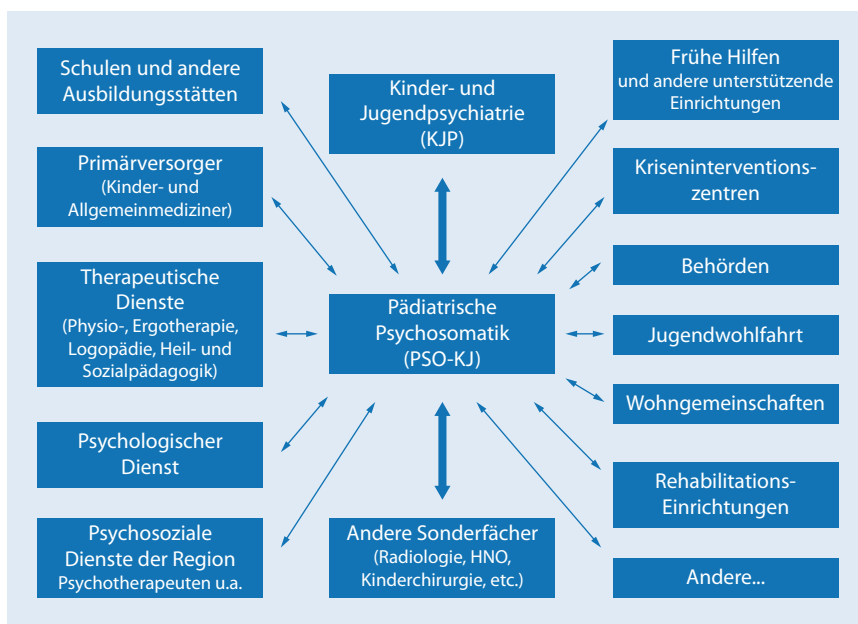 Schulen und andere
Ausbildungsstätten
Primärversorger
(Kinder- und
Allgemeinmediziner)
Therapeutische
Dienste
(Physio-, Ergotherapie,
Logopädie, Heil- und
Sozialpädagogik)
Psychologischer
Dienst
Psychosoziale
Dienste der Region
Psychotherapeuten u.a.
Kinder- und
Jugendpsychiatrie
(KJP)
Pädiatrische
Psychosomatik
(PSO-KJ)
Andere Sonderfächer
(Radiologie, HNO,
Kinderchirurgie, etc.)
Frühe Hilfen
und andere unterstützende
Einrichtungen
Kriseninterventions-
zentren
Behörden
Jugendwohlfahrt
Wohngemeinschaften
Rehabilitations-
Einrichtungen
Andere...